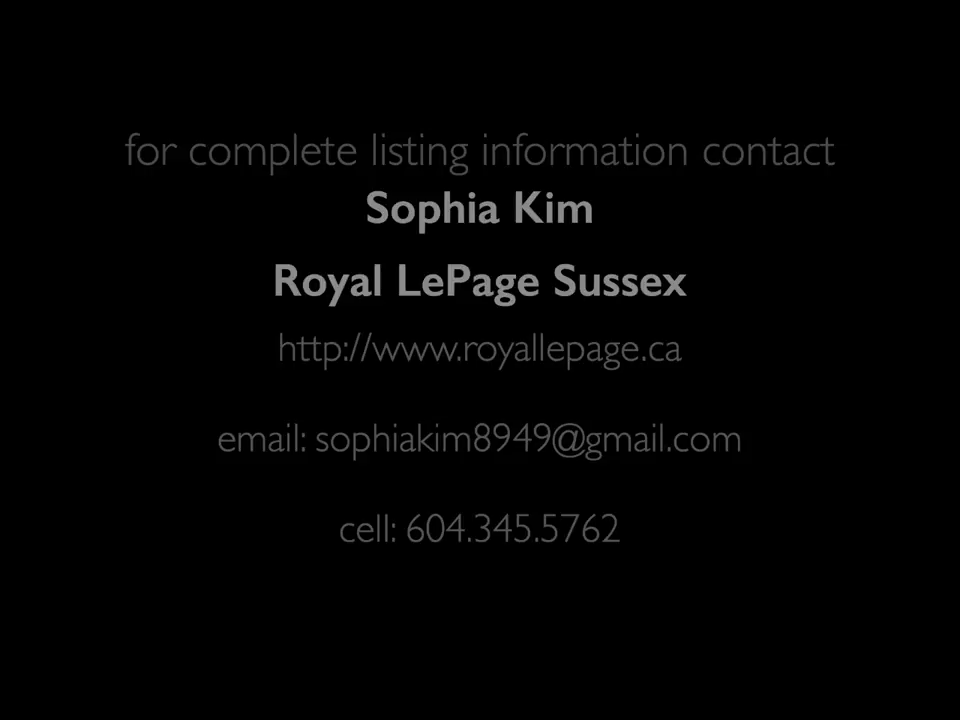 for complete listing information contact
Sophia Kim
Royal LePage Sussex
http://www.royallepage.ca
email: sophiakim8949@gmail.com
cell: 604.345.5762